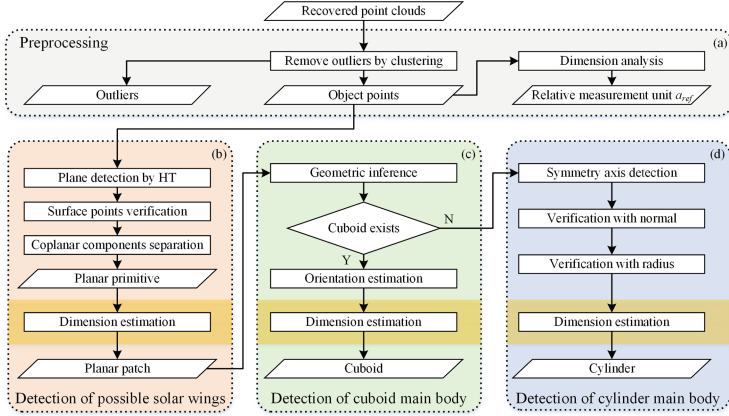 Recovered point clouds
Preprocessing
(a)
Remove outliers by clustering
Dimension analysis
Outliers
Object points
Relative measurement unit a_ref
(b)
Plane detection by HT
Surface points verification
Coplanar components separation
Planar primitive
Dimension estimation
Planar patch
Detection of possible solar wings
(c)
Geometric inference
Cuboid exists
N
Y
Orientation estimation
Dimension estimation
Cuboid
Detection of cuboid main body
(d)
Symmetry axis detection
Verification with normal
Verification with radius
Dimension estimation
Cylinder
Detection of cylinder main body